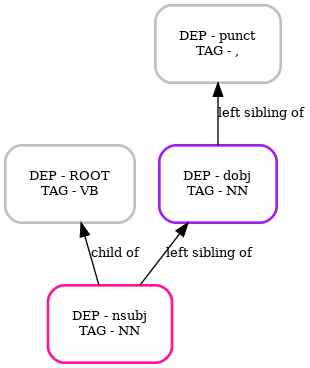 DEP - punct
TAG - ,
left sibling of
DEP - ROOT
TAG - VB
DEP - dobj
TAG - NN
child of
left sibling of
DEP - nsubj
TAG - NN